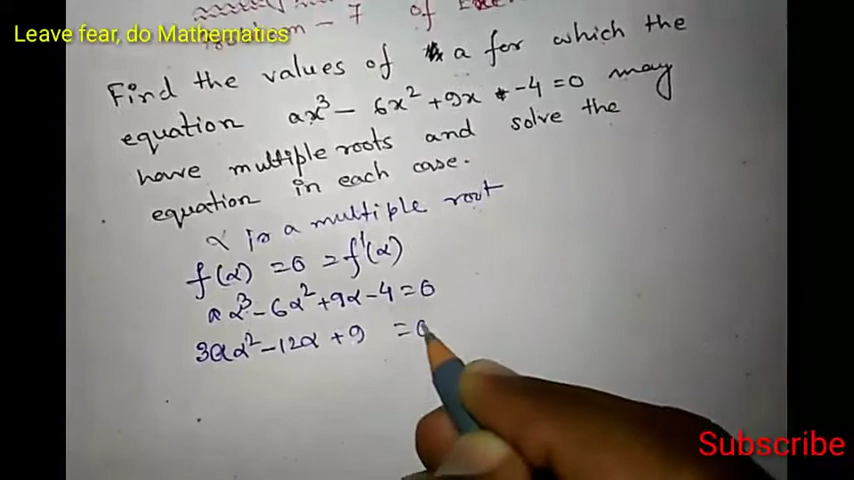 Leave fear, do Mathematics
- 7 of
Find the values of a for which the
equation ax³ - 6x² + 9x - 4 = 0 may
have multiple roots and solve the
equation in each case.
α is a multiple root
f(α) = 0 = f'(α)
aα³ - 6α² + 9α - 4 = 0
3aα² - 12α + 9 = 0
Subscribe